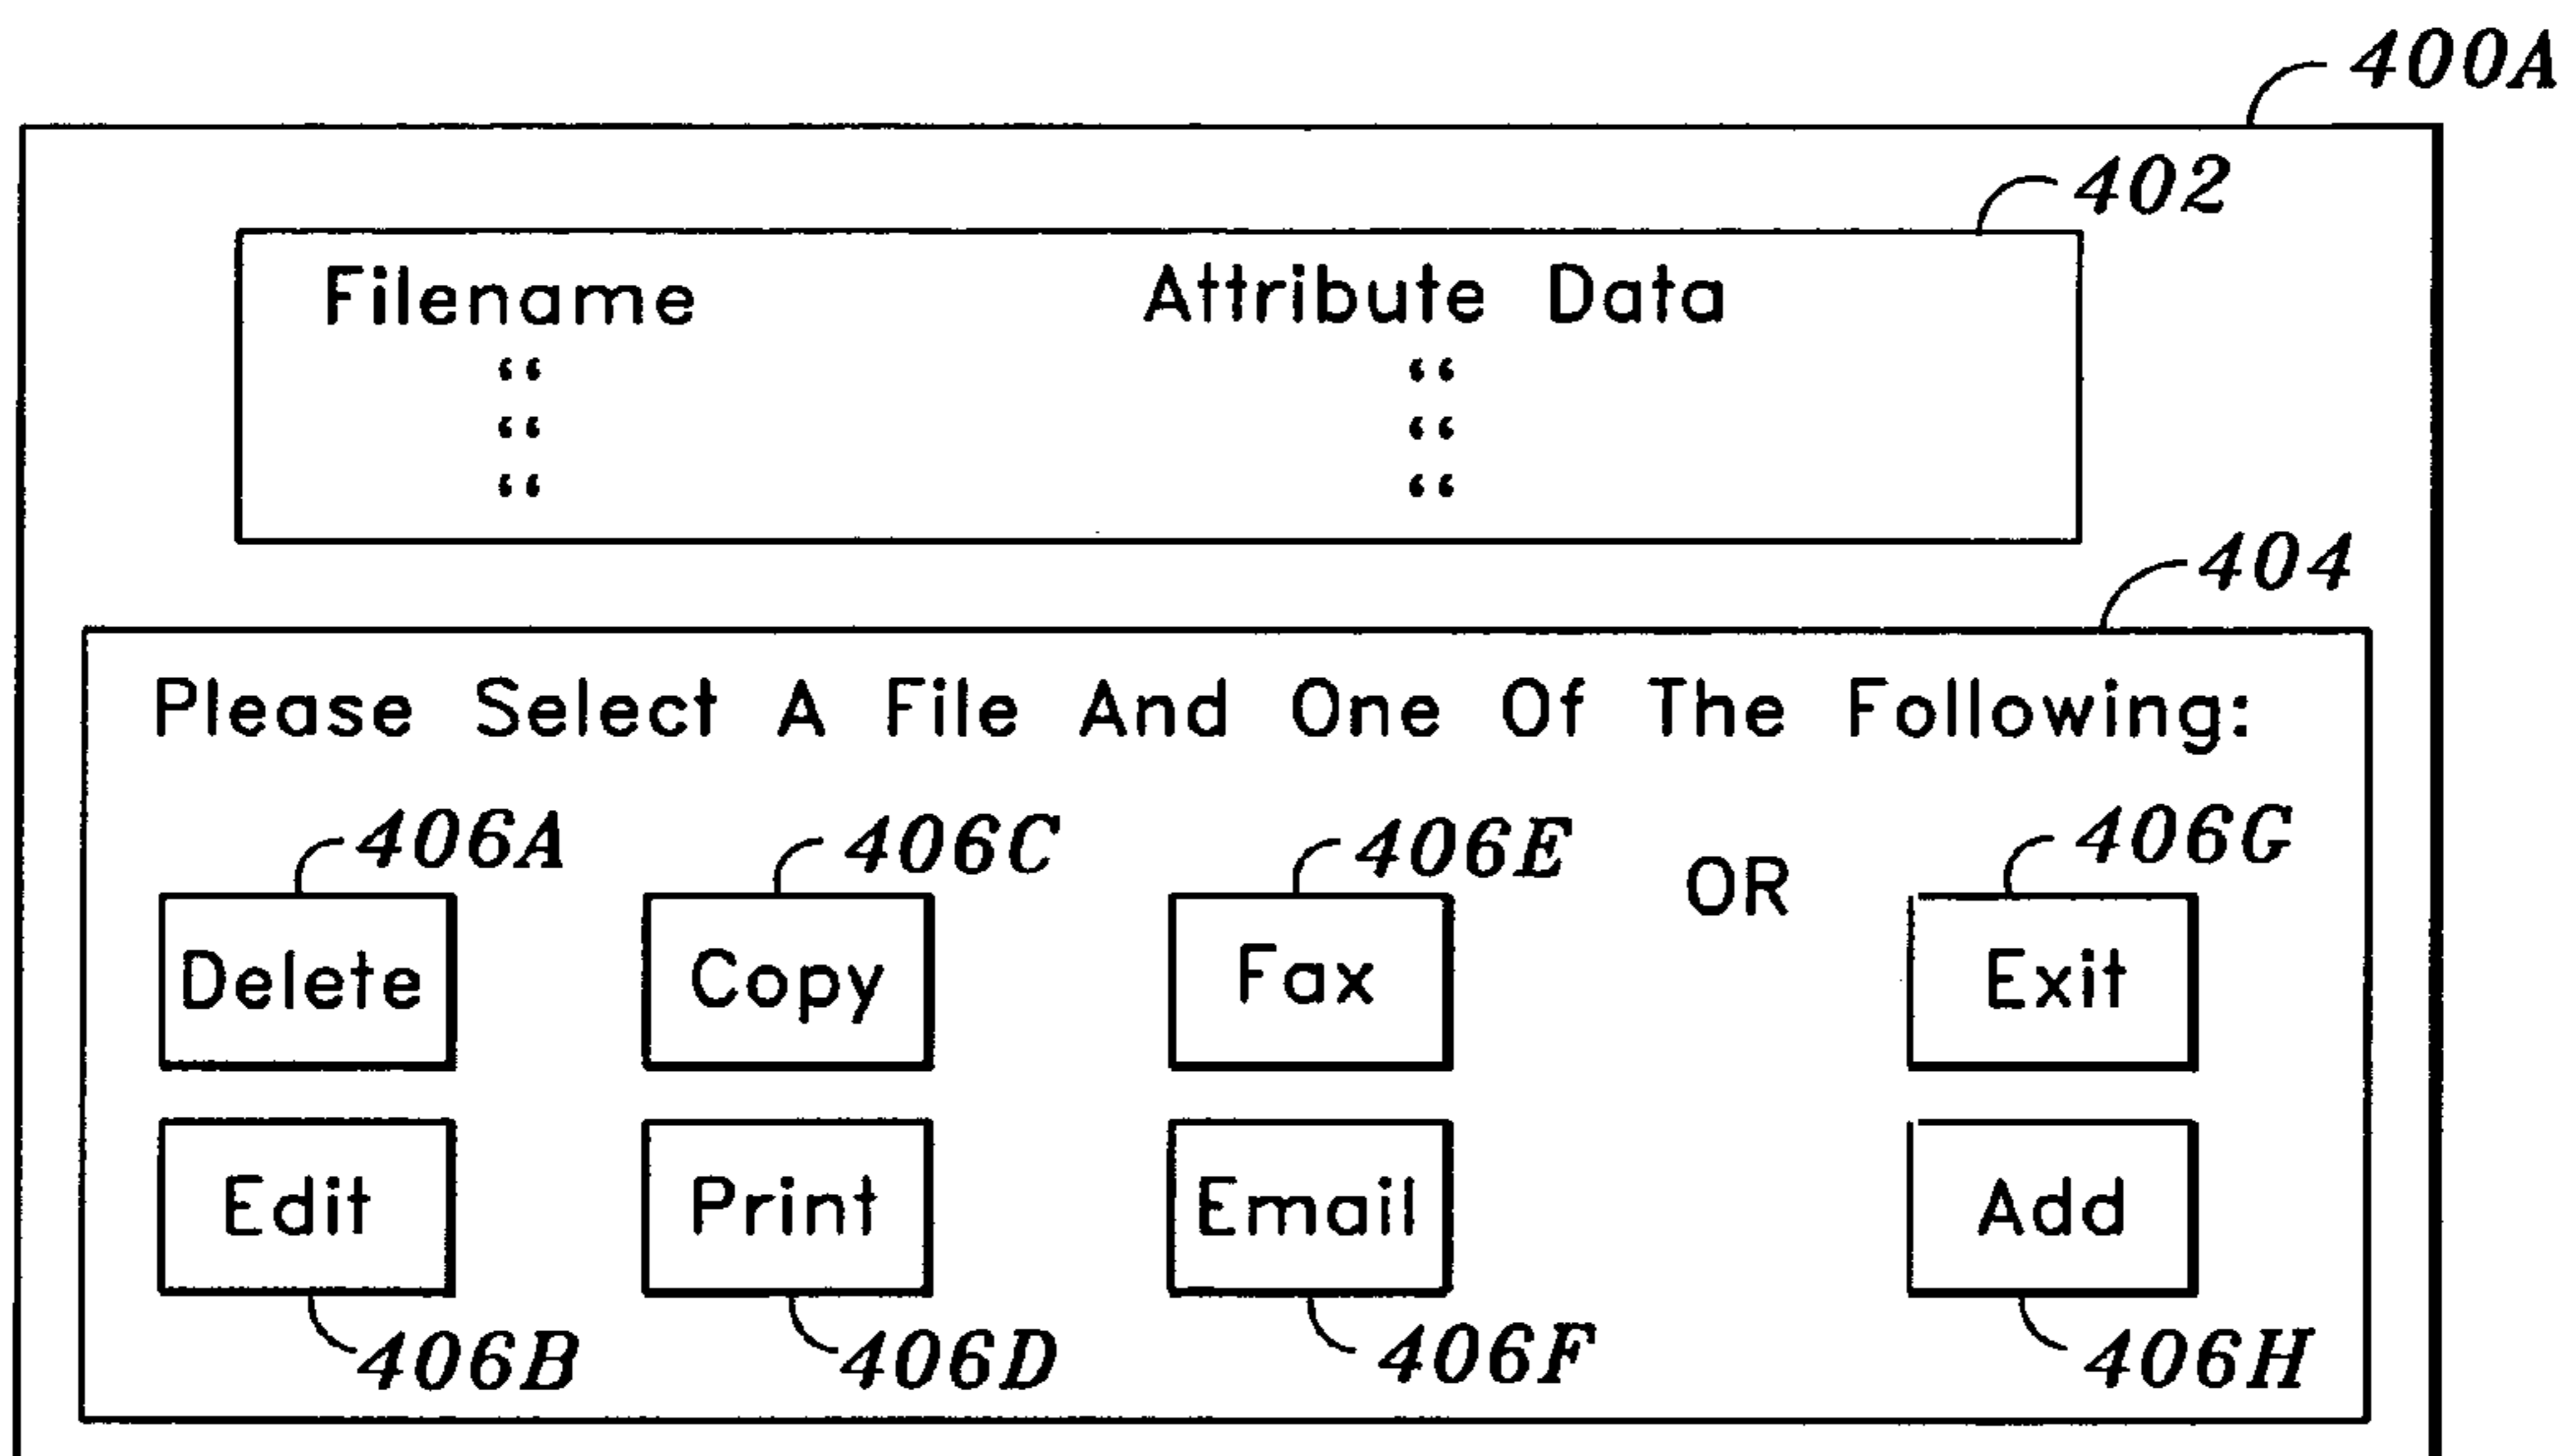 400A
402
Filename Attribute Data
“ “
“ “
“ “
404
Please Select A File And One Of The Following:
406A 406C 406E OR 406G
Delete Copy Fax Exit
Edit Print Email Add
406B 406D 406F 406H